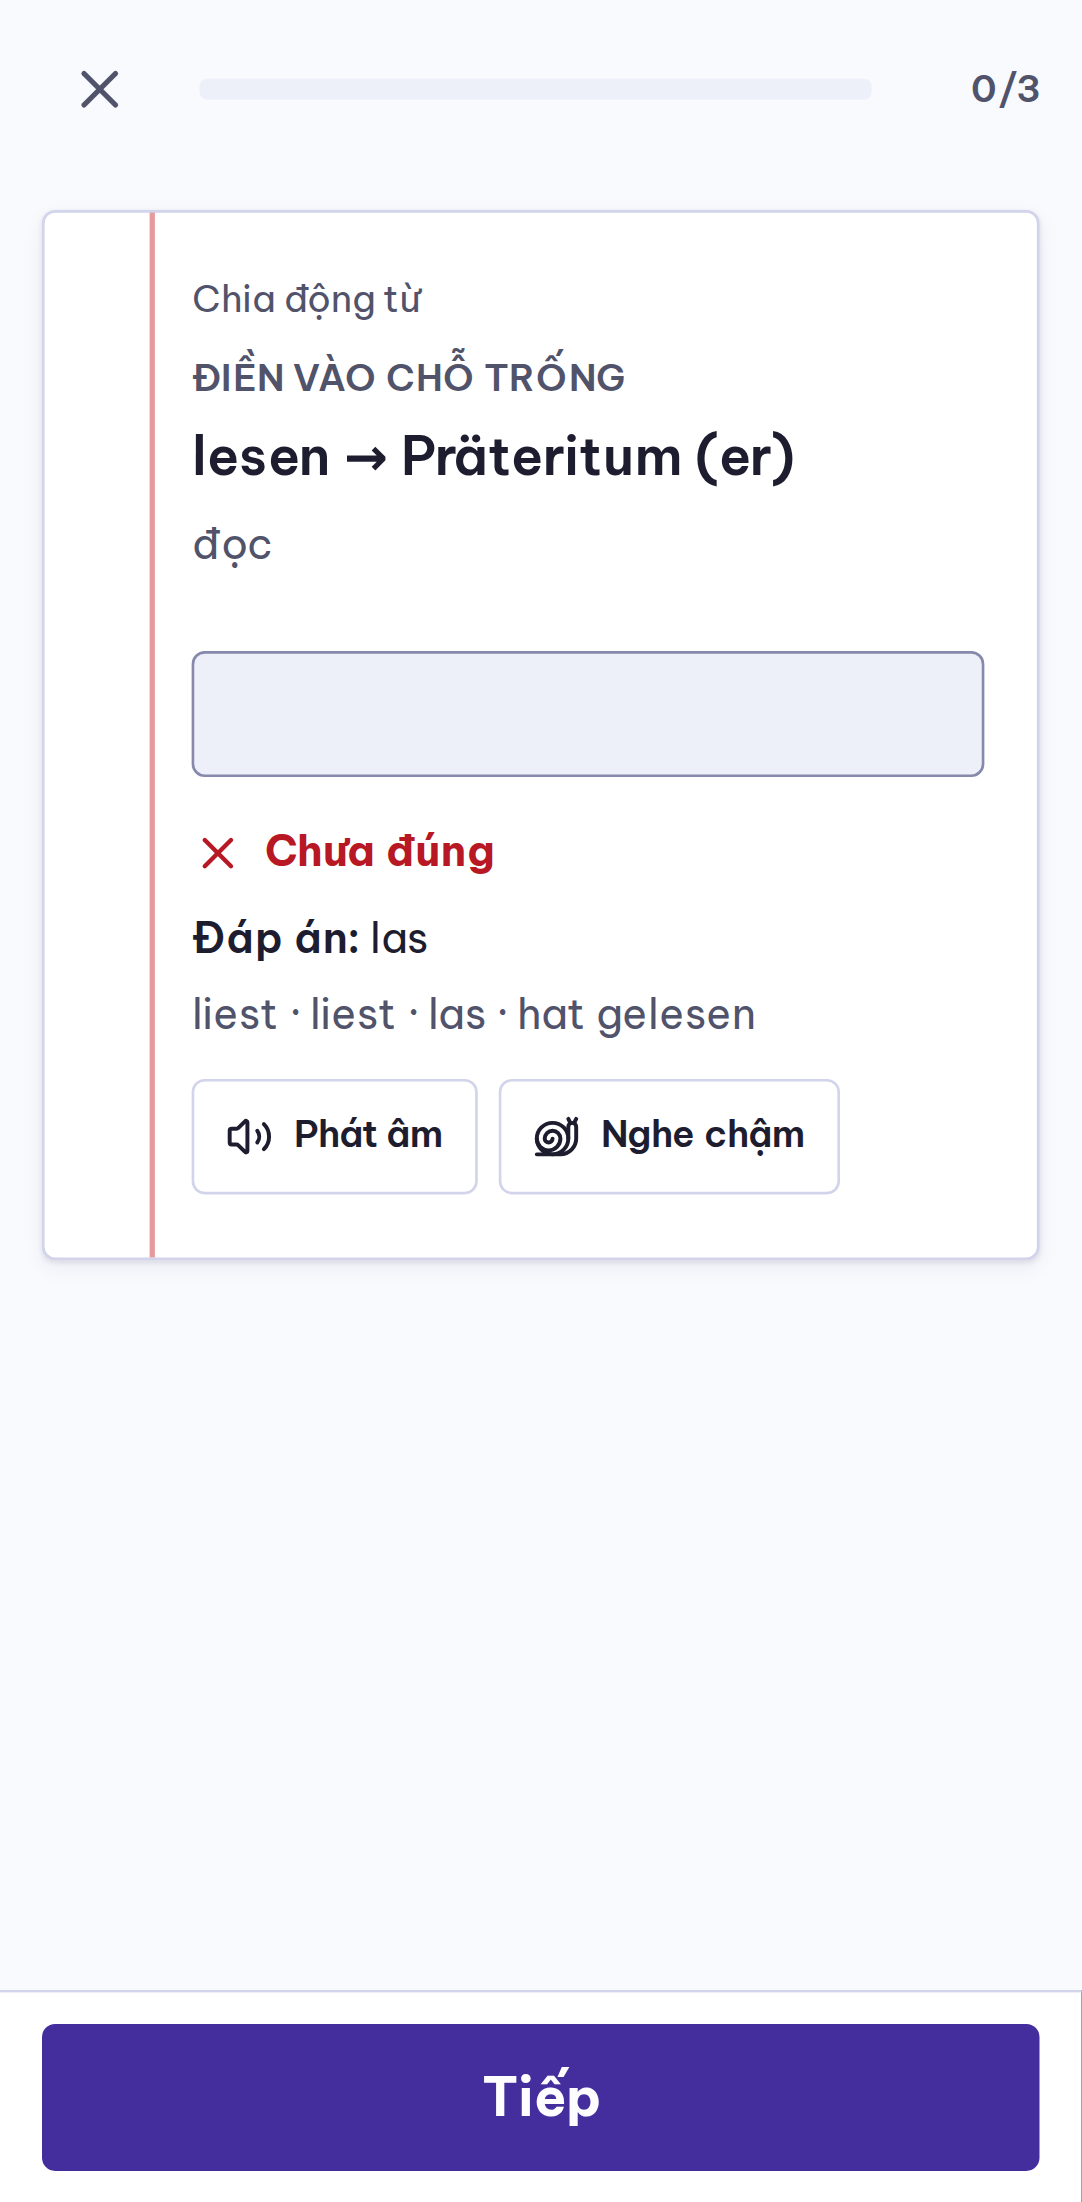 0/3
Chia động từ
ĐIỀN VÀO CHỖ TRỐNG
lesen → Präteritum (er)
đọc
Chưa đúng
Đáp án: las
liest · liest · las · hat gelesen
Phát âm
Nghe chậm
Tiếp